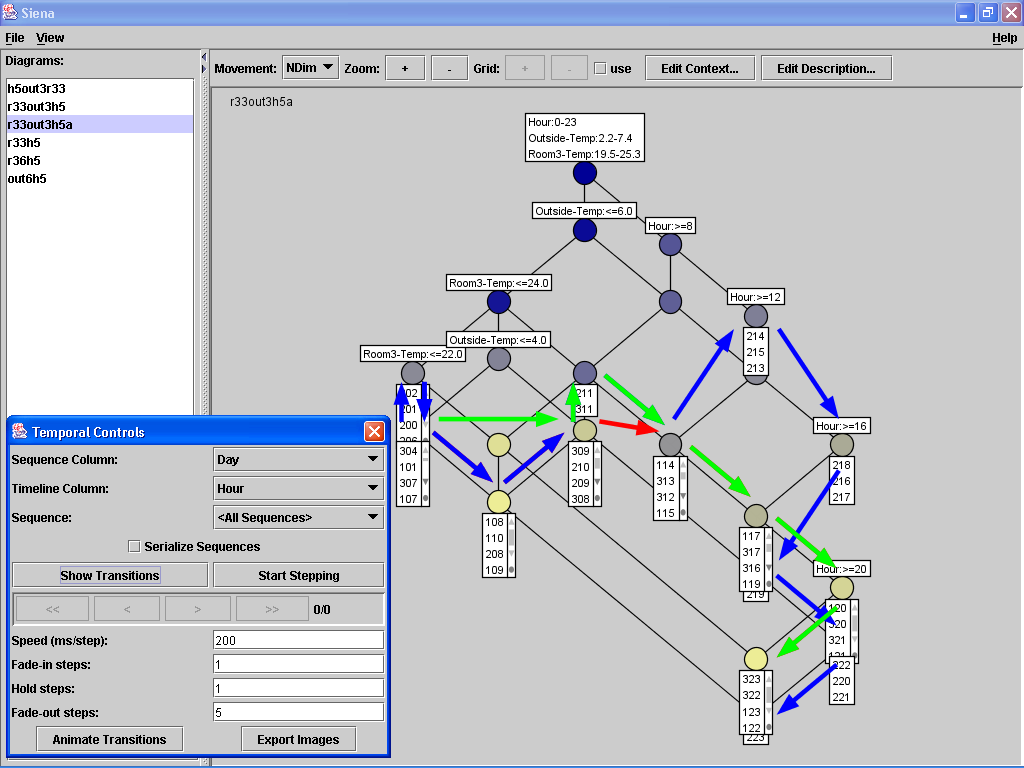 Siena
File View Help
Diagrams:
h5out3r33
r33out3h5
r33out3h5a
r33h5
r36h5
out6h5
Movement: NDim Zoom: + - Grid: + - use Edit Context... Edit Description...
r33out3h5a
Hour:0-23
Outside-Temp:2.2-7.4
Room3-Temp:19.5-25.3
Outside-Temp:<=6.0
Hour:>=8
Room3-Temp:<=24.0
Hour:>=12
214
215
213
Outside-Temp:<=4.0
Room3-Temp:<=22.0
202
201
200
304
101
307
107
211
311
309
210
209
308
Hour:>=16
218
216
217
114
313
312
115
108
110
208
109
117
317
316
119
219
Hour:>=20
120
320
321
222
220
221
323
322
123
122
223
Temporal Controls
Sequence Column: Day
Timeline Column: Hour
Sequence: <All Sequences>
Serialize Sequences
Show Transitions Start Stepping
<< < > >> 0/0
Speed (ms/step): 200
Fade-in steps: 1
Hold steps: 1
Fade-out steps: 5
Animate Transitions Export Images